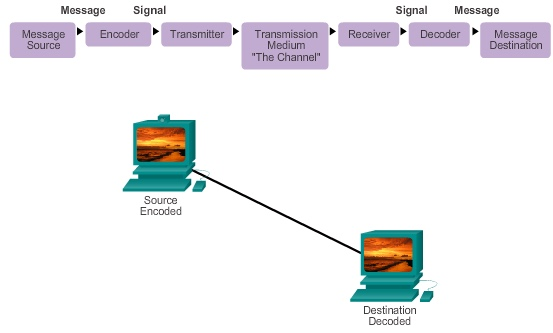 Message
Signal
Signal
Message
Message
Source
Encoder
Transmitter
Transmission
Medium
"The Channel"
Receiver
Decoder
Message
Destination
Source
Encoded
Destination
Decoded